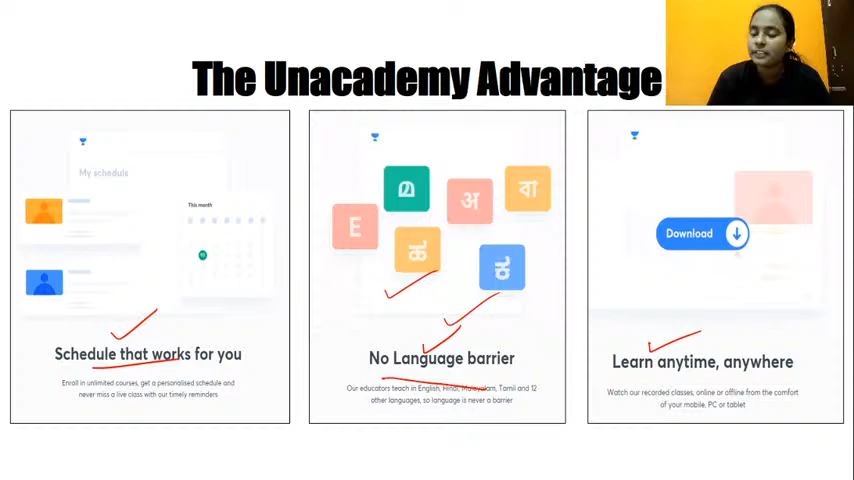 The Unacademy Advantage
My schedule
This month
Schedule that works for you
Enroll in unlimited courses, get a personalised schedule and
never miss a live class with our timely reminders
E
മ
अ
বা
No Language barrier
Our educators teach in English, Hindi, Malayalam, Tamil and 12
other languages, so language is never a barrier
Download
Learn anytime, anywhere
Watch our recorded classes, online or offline from the comfort
of your mobile, PC or tablet